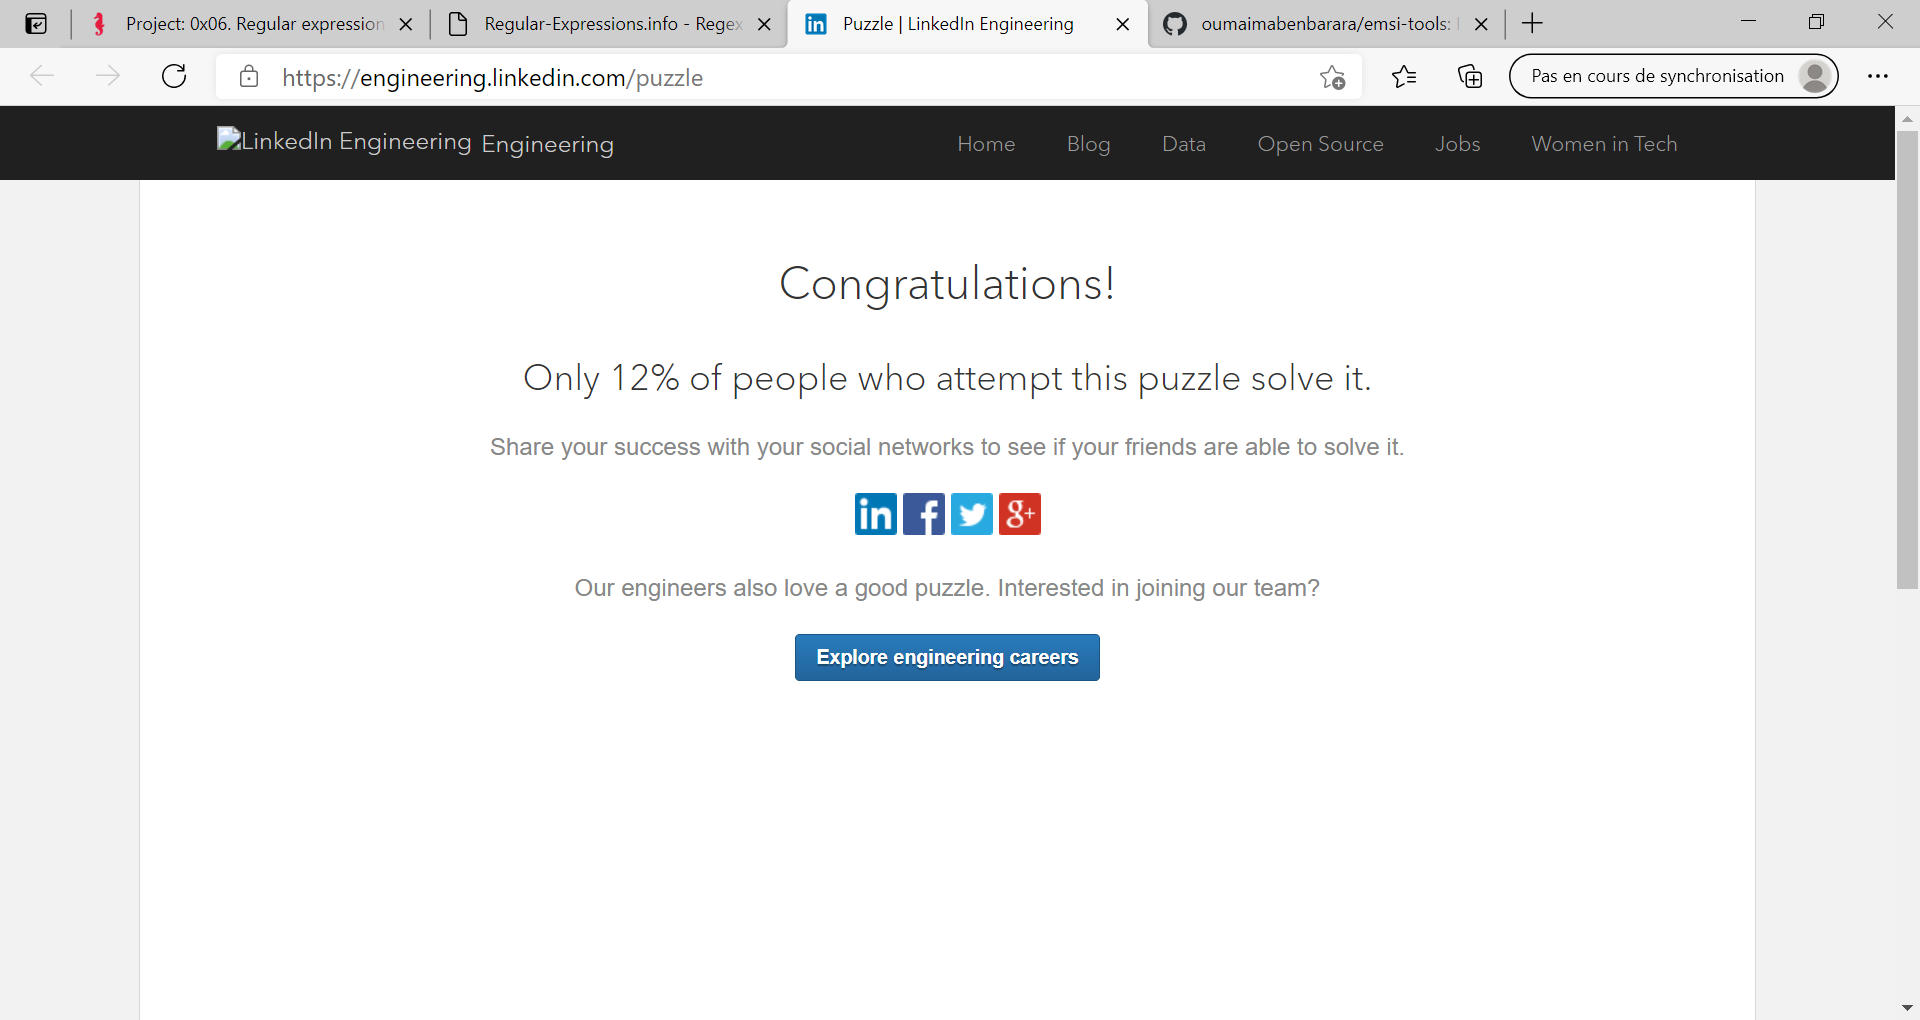 Project: 0x06. Regular expression
Regular-Expressions.info - Regex
Puzzle | LinkedIn Engineering
oumaimabenbarara/emsi-tools:
https://engineering.linkedin.com/puzzle
Pas en cours de synchronisation
LinkedIn Engineering Engineering
Home Blog Data Open Source Jobs Women in Tech
Congratulations!
Only 12% of people who attempt this puzzle solve it.
Share your success with your social networks to see if your friends are able to solve it.
in f g+
Our engineers also love a good puzzle. Interested in joining our team?
Explore engineering careers